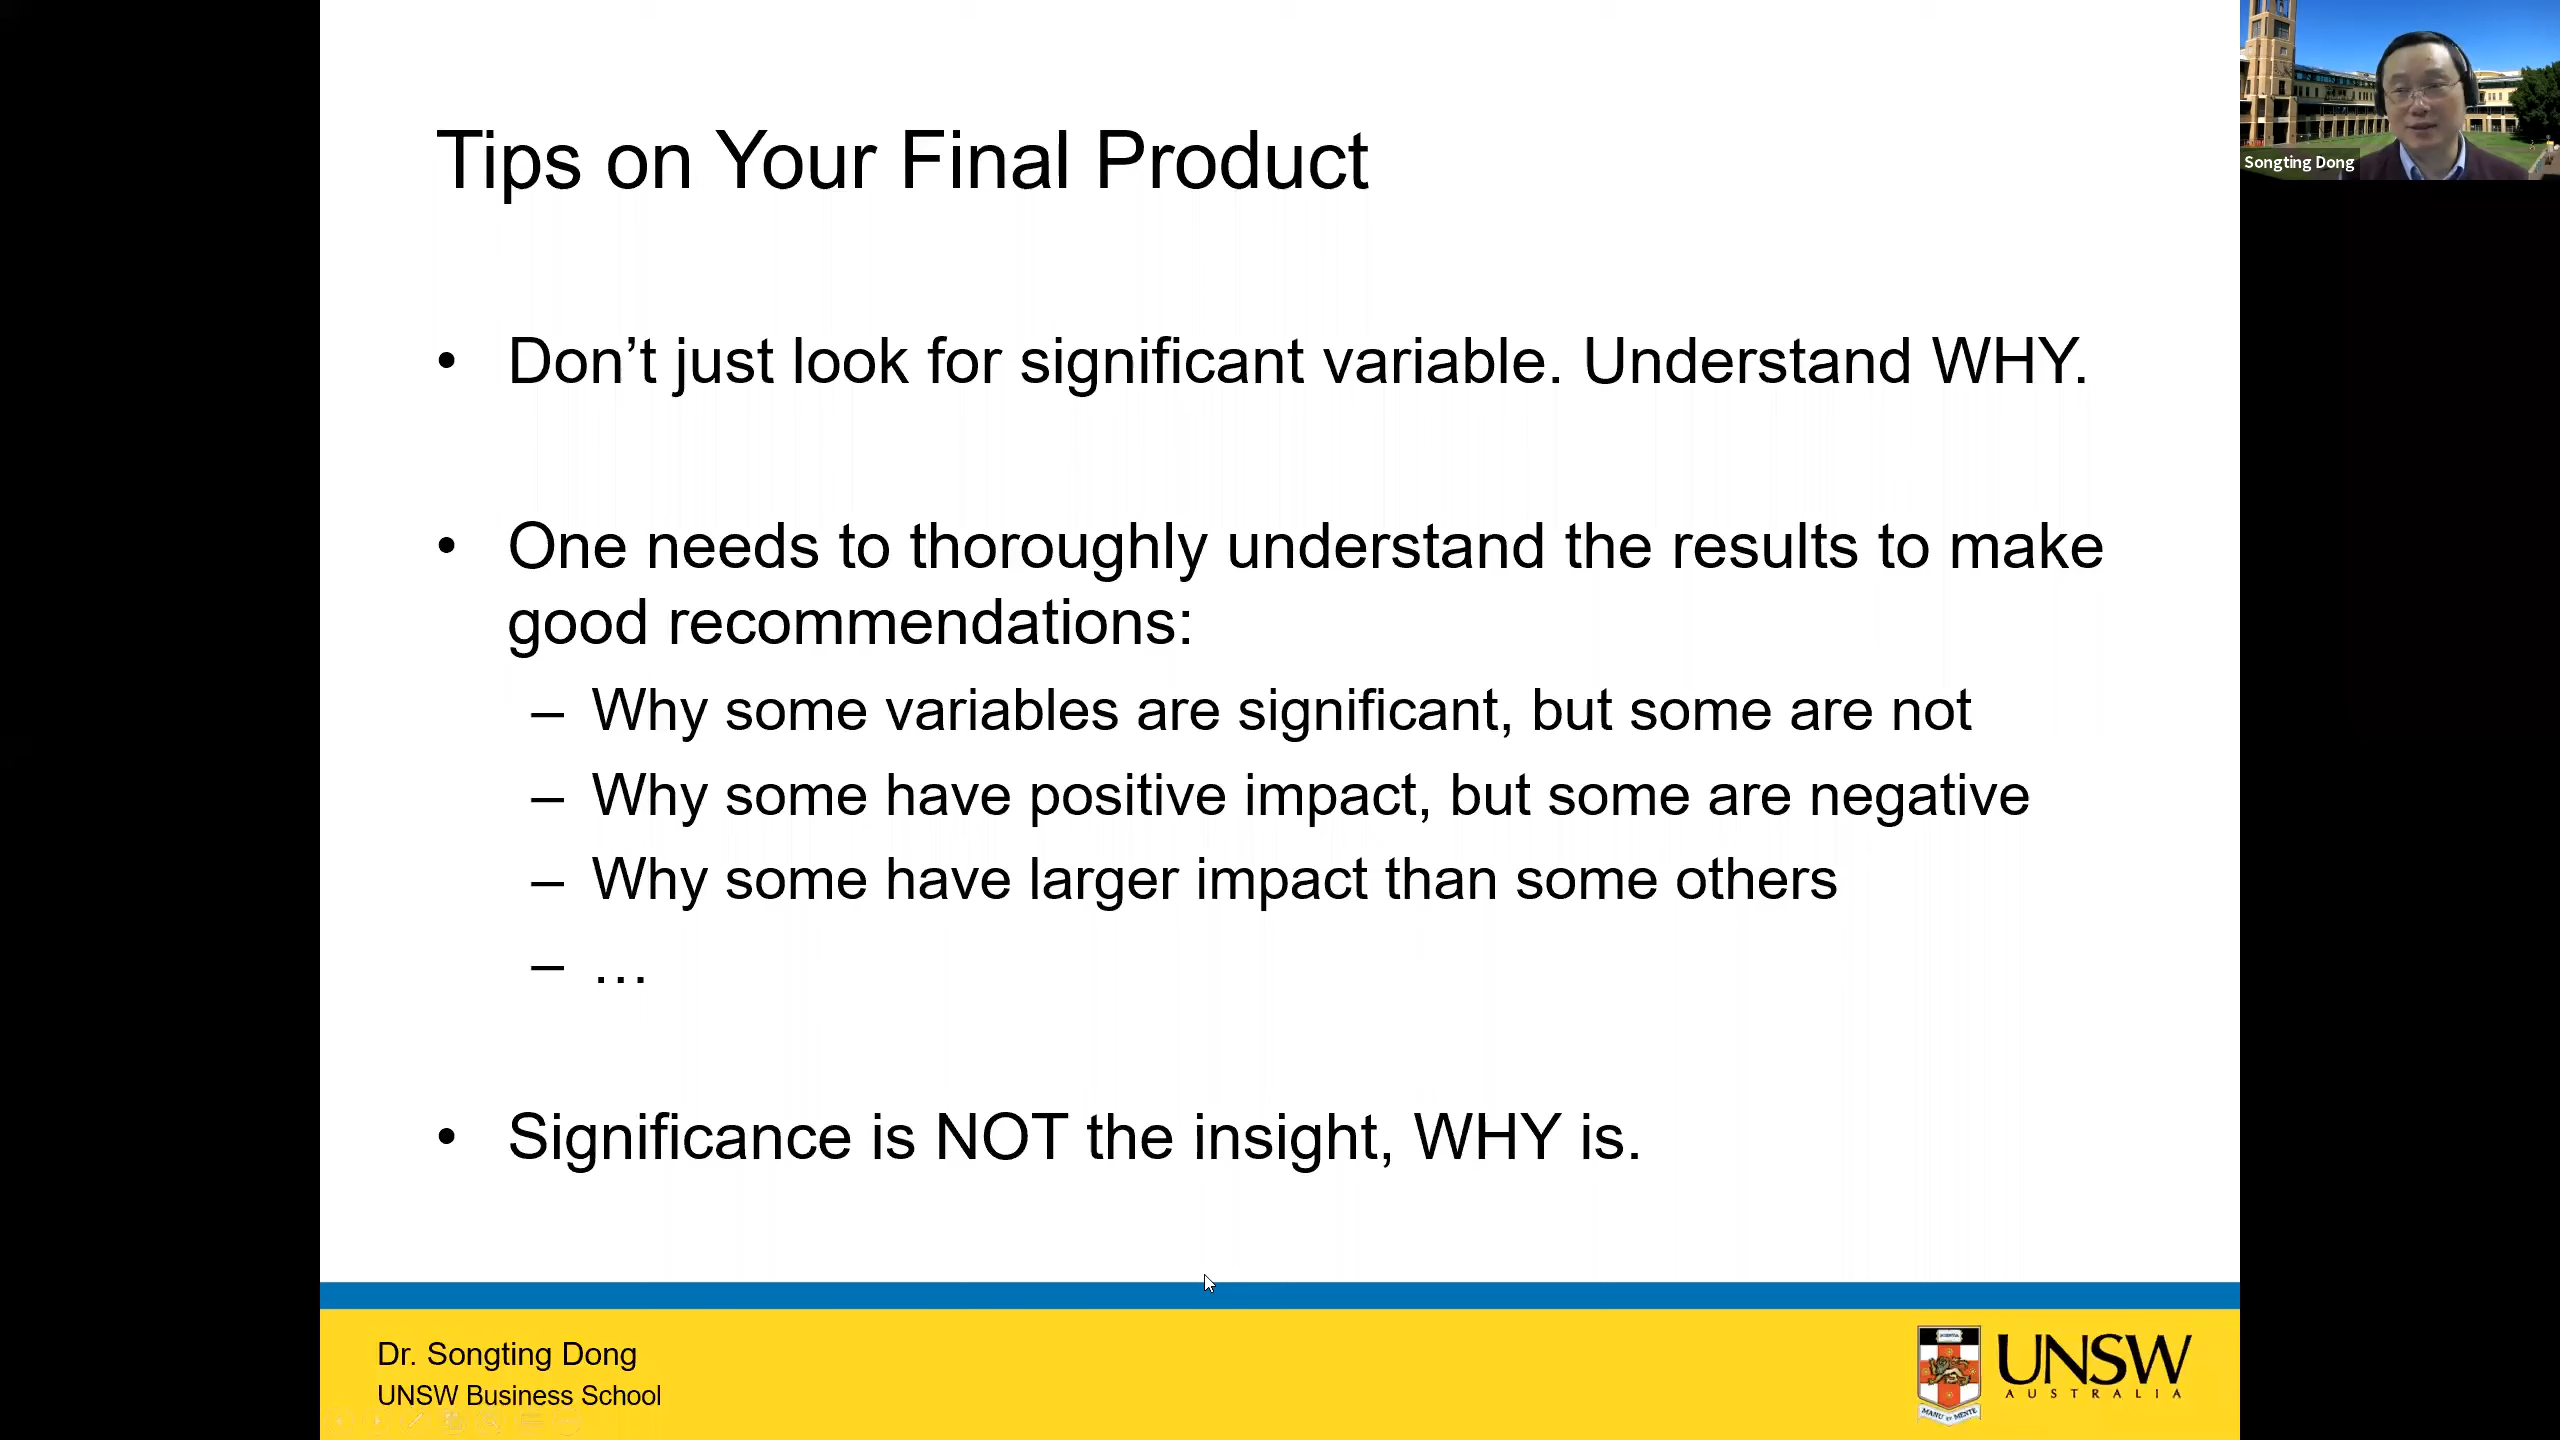 Tips on Your Final Product
• Don’t just look for significant variable. Understand WHY.
• One needs to thoroughly understand the results to make
good recommendations:
– Why some variables are significant, but some are not
– Why some have positive impact, but some are negative
– Why some have larger impact than some others
– …
• Significance is NOT the insight, WHY is.
Dr. Songting Dong
UNSW Business School
UNSW
AUSTRALIA
MANU ET MENTE
Songting Dong